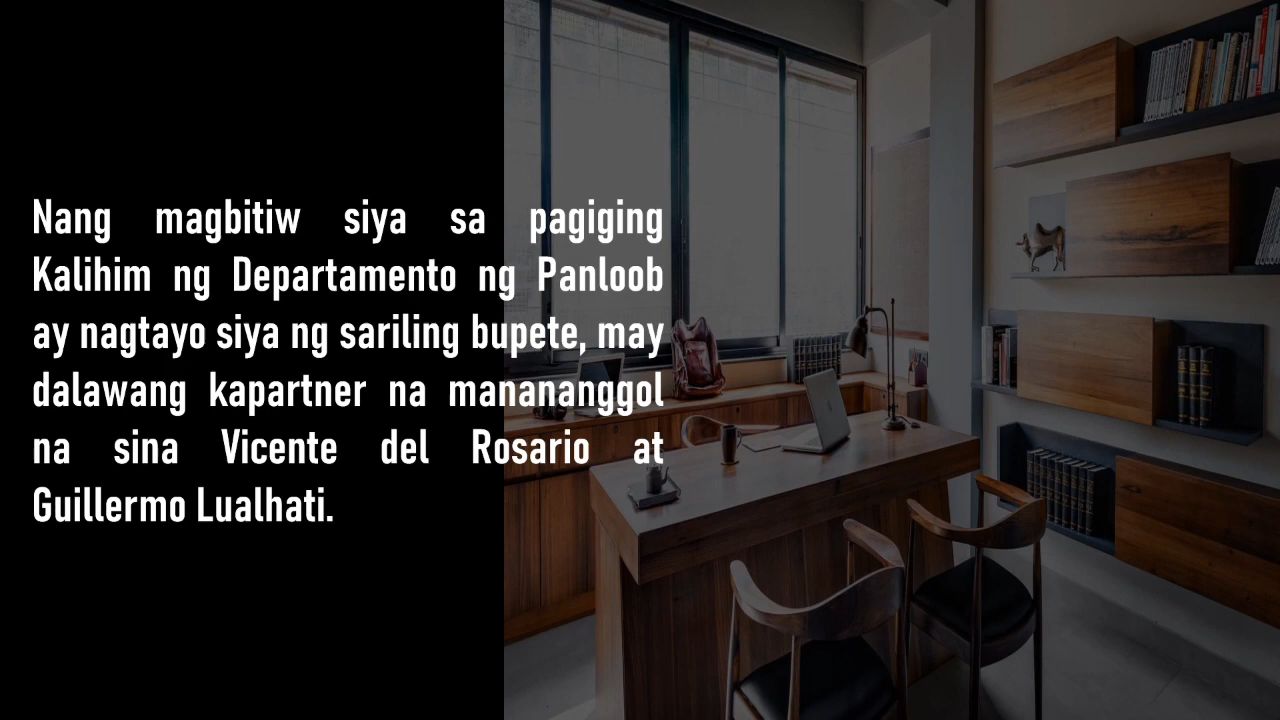 Nang magbitiw siya sa pagiging
Kalihim ng Departamento ng Panloob
ay nagtayo siya ng sariling bupete, may
dalawang kapartner na manananggol
na sina Vicente del Rosario at
Guillermo Lualhati.